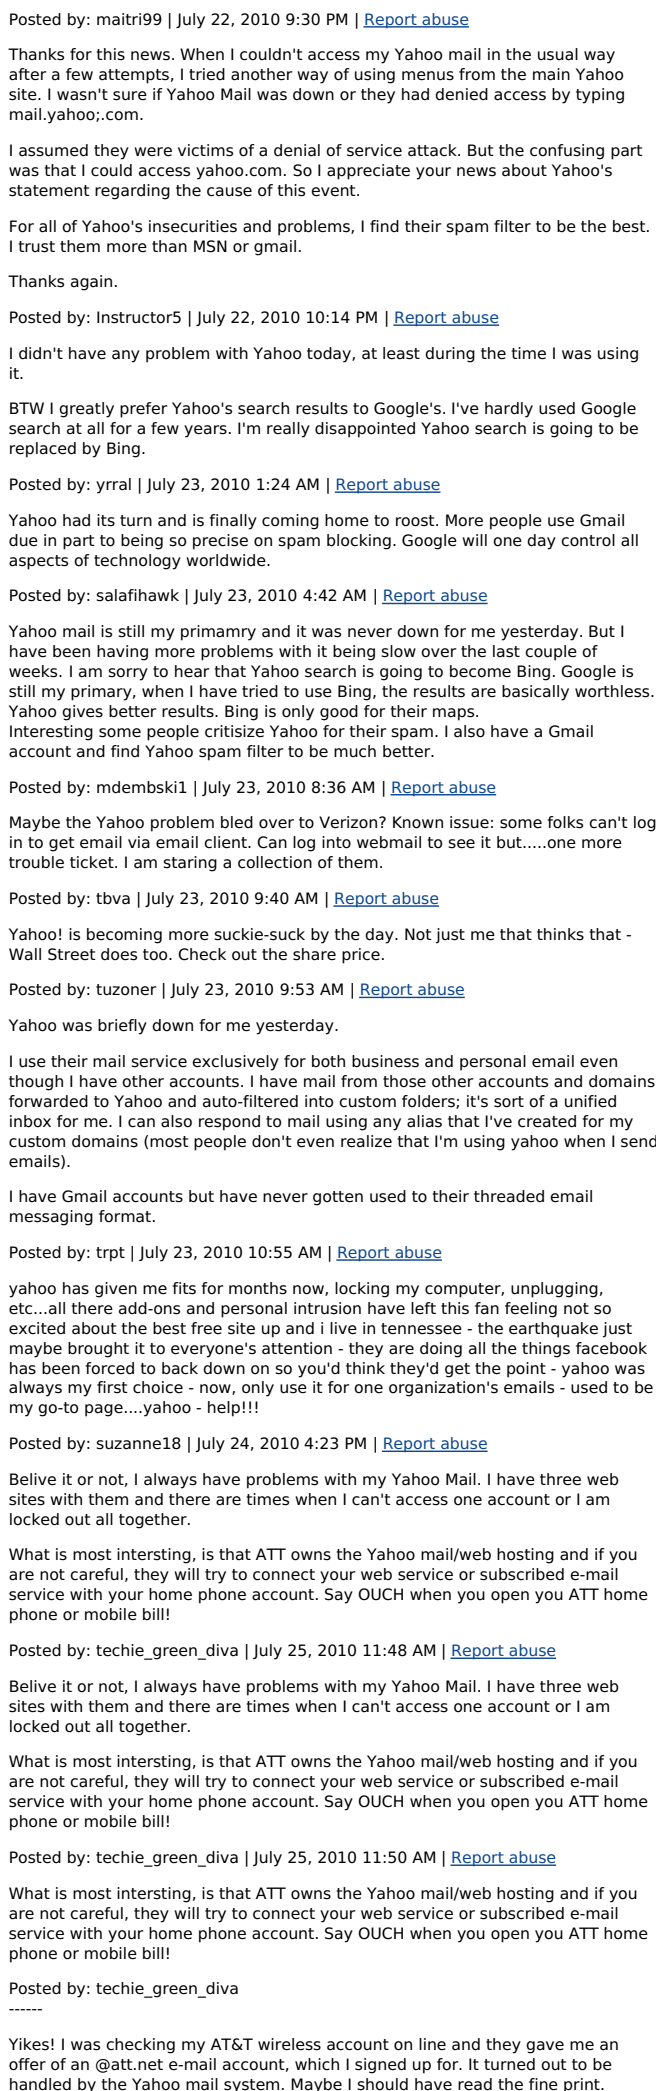 Posted by: maitri99 | July 22, 2010 9:30 PM | Report abuse
Thanks for this news. When I couldn't access my Yahoo mail in the usual way
after a few attempts, I tried another way of using menus from the main Yahoo
site. I wasn't sure if Yahoo Mail was down or they had denied access by typing
mail.yahoo;.com.
I assumed they were victims of a denial of service attack. But the confusing part
was that I could access yahoo.com. So I appreciate your news about Yahoo's
statement regarding the cause of this event.
For all of Yahoo's insecurities and problems, I find their spam filter to be the best.
I trust them more than MSN or gmail.
Thanks again.
Posted by: Instructor5 | July 22, 2010 10:14 PM | Report abuse
I didn't have any problem with Yahoo today, at least during the time I was using
it.
BTW I greatly prefer Yahoo's search results to Google's. I've hardly used Google
search at all for a few years. I'm really disappointed Yahoo search is going to be
replaced by Bing.
Posted by: yrral | July 23, 2010 1:24 AM | Report abuse
Yahoo had its turn and is finally coming home to roost. More people use Gmail
due in part to being so precise on spam blocking. Google will one day control all
aspects of technology worldwide.
Posted by: salafihawk | July 23, 2010 4:42 AM | Report abuse
Yahoo mail is still my primamry and it was never down for me yesterday. But I
have been having more problems with it being slow over the last couple of
weeks. I am sorry to hear that Yahoo search is going to become Bing. Google is
still my primary, when I have tried to use Bing, the results are basically worthless.
Yahoo gives better results. Bing is only good for their maps.
Interesting some people critisize Yahoo for their spam. I also have a Gmail
account and find Yahoo spam filter to be much better.
Posted by: mdembski1 | July 23, 2010 8:36 AM | Report abuse
Maybe the Yahoo problem bled over to Verizon? Known issue: some folks can't log
in to get email via email client. Can log into webmail to see it but.....one more
trouble ticket. I am staring a collection of them.
Posted by: tbva | July 23, 2010 9:40 AM | Report abuse
Yahoo! is becoming more suckie-suck by the day. Not just me that thinks that -
Wall Street does too. Check out the share price.
Posted by: tuzoner | July 23, 2010 9:53 AM | Report abuse
Yahoo was briefly down for me yesterday.
I use their mail service exclusively for both business and personal email even
though I have other accounts. I have mail from those other accounts and domains
forwarded to Yahoo and auto-filtered into custom folders; it's sort of a unified
inbox for me. I can also respond to mail using any alias that I've created for my
custom domains (most people don't even realize that I'm using yahoo when I send
emails).
I have Gmail accounts but have never gotten used to their threaded email
messaging format.
Posted by: trpt | July 23, 2010 10:55 AM | Report abuse
yahoo has given me fits for months now, locking my computer, unplugging,
etc...all there add-ons and personal intrusion have left this fan feeling not so
excited about the best free site up and i live in tennessee - the earthquake just
maybe brought it to everyone's attention - they are doing all the things facebook
has been forced to back down on so you'd think they'd get the point - yahoo was
always my first choice - now, only use it for one organization's emails - used to be
my go-to page....yahoo - help!!!
Posted by: suzanne18 | July 24, 2010 4:23 PM | Report abuse
Belive it or not, I always have problems with my Yahoo Mail. I have three web
sites with them and there are times when I can't access one account or I am
locked out all together.
What is most intersting, is that ATT owns the Yahoo mail/web hosting and if you
are not careful, they will try to connect your web service or subscribed e-mail
service with your home phone account. Say OUCH when you open you ATT home
phone or mobile bill!
Posted by: techie_green_diva | July 25, 2010 11:48 AM | Report abuse
Belive it or not, I always have problems with my Yahoo Mail. I have three web
sites with them and there are times when I can't access one account or I am
locked out all together.
What is most intersting, is that ATT owns the Yahoo mail/web hosting and if you
are not careful, they will try to connect your web service or subscribed e-mail
service with your home phone account. Say OUCH when you open you ATT home
phone or mobile bill!
Posted by: techie_green_diva | July 25, 2010 11:50 AM | Report abuse
What is most intersting, is that ATT owns the Yahoo mail/web hosting and if you
are not careful, they will try to connect your web service or subscribed e-mail
service with your home phone account. Say OUCH when you open you ATT home
phone or mobile bill!
Posted by: techie_green_diva
------
Yikes! I was checking my AT&T wireless account on line and they gave me an
offer of an @att.net e-mail account, which I signed up for. It turned out to be
handled by the Yahoo mail system. Maybe I should have read the fine print.